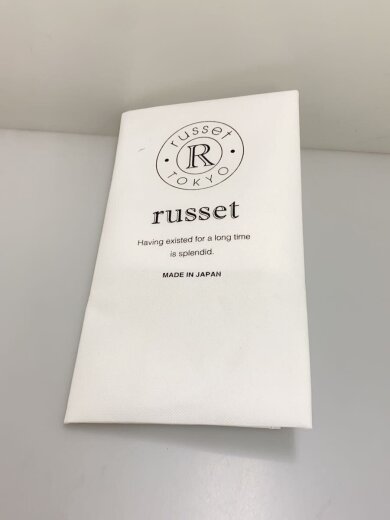 russet
R
TOKYO
russet
Having existed for a long time
is splendid.
MADE IN JAPAN